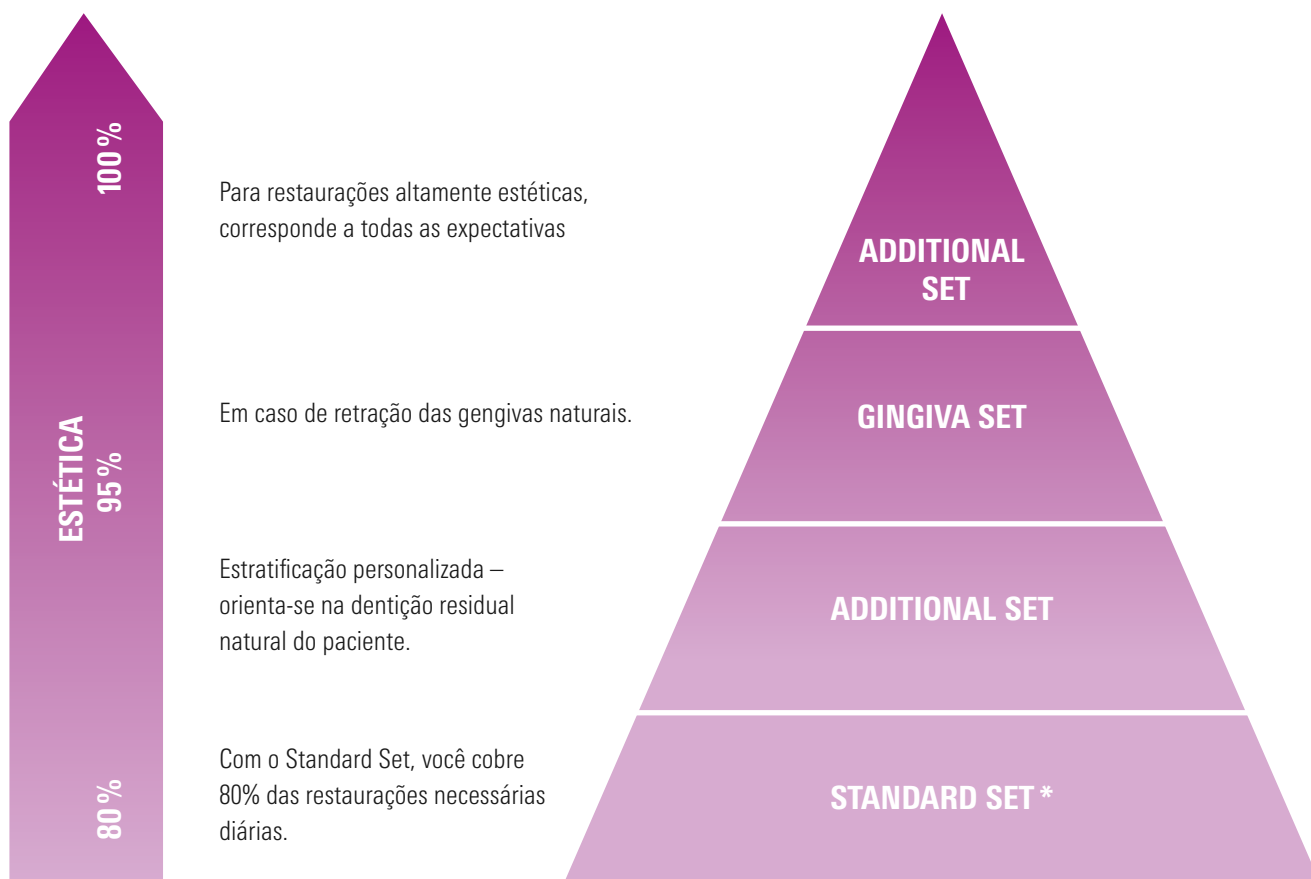 100 %
Para restaurações altamente estéticas,
corresponde a todas as expectativas
ADDITIONAL
SET
ESTÉTICA
95 %
Em caso de retração das gengivas naturais.
GINGIVA SET
Estratificação personalizada –
orienta-se na dentição residual
natural do paciente.
ADDITIONAL SET
80 %
Com o Standard Set, você cobre
80% das restaurações necessárias
diárias.
STANDARD SET *